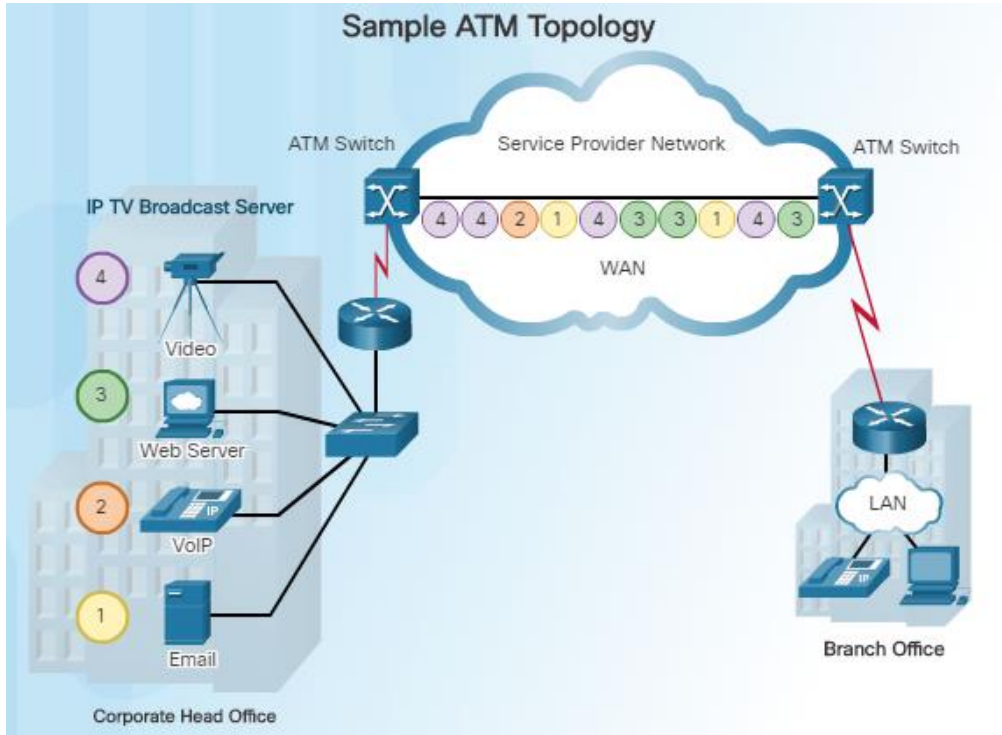 Sample ATM Topology
ATM Switch
Service Provider Network
ATM Switch
IP TV Broadcast Server
4 4 2 1 4 3 3 1 4 3
WAN
4
Video
3
Web Server
2
IP
VoIP
1
Email
Corporate Head Office
LAN
IP
Branch Office